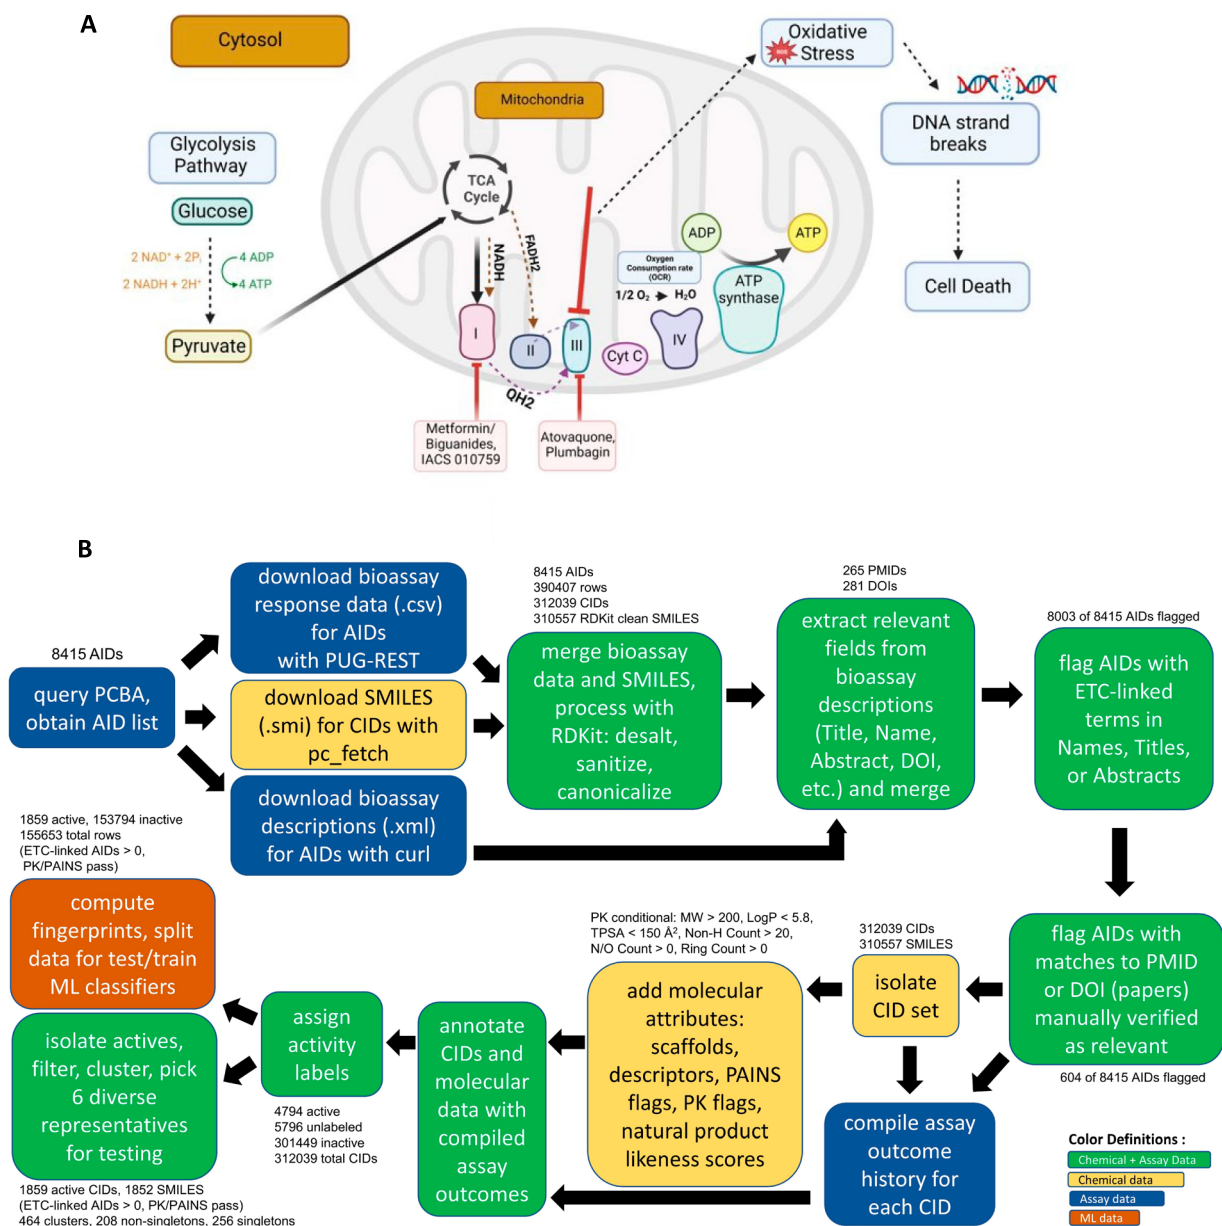 A
Cytosol
Oxidative
Stress
ROS
Mitochondria
DNA strand
breaks
Glycolysis
Pathway
TCA
Cycle
Glucose
ADP
ATP
2 NAD⁺ + 2Pᵢ
4 ADP
2 NADH + 2H⁺
4 ATP
NADH
FADH2
Oxygen
Consumption rate
(OCR)
1/2 O₂
H₂O
ATP
synthase
Cell Death
Pyruvate
I
II
III
Cyt C
IV
QH2
Metformin/
Biguanides,
IACS 010759
Atovaquone,
Plumbagin
B
8415 AIDs
query PCBA,
obtain AID list
download bioassay
response data (.csv)
for AIDs
with PUG-REST
download SMILES
(.smi) for CIDs with
pc_fetch
download bioassay
descriptions (.xml)
for AIDs with curl
8415 AIDs
390407 rows
312039 CIDs
310557 RDKit clean SMILES
merge bioassay
data and SMILES,
process with
RDKit: desalt,
sanitize,
canonicalize
265 PMIDs
281 DOIs
extract relevant
fields from
bioassay
descriptions
(Title, Name,
Abstract, DOI,
etc.) and merge
8003 of 8415 AIDs flagged
flag AIDs with
ETC-linked
terms in
Names, Titles,
or Abstracts
flag AIDs with
matches to PMID
or DOI (papers)
manually verified
as relevant
604 of 8415 AIDs flagged
312039 CIDs
310557 SMILES
isolate
CID set
compile assay
outcome
history for
each CID
PK conditional: MW > 200, LogP < 5.8,
TPSA < 150 Å², Non-H Count > 20,
N/O Count > 0, Ring Count > 0
add molecular
attributes:
scaffolds,
descriptors, PAINS
flags, PK flags,
natural product
likeness scores
annotate
CIDs and
molecular
data with
compiled
assay
outcomes
assign
activity
labels
4794 active
5796 unlabeled
301449 inactive
312039 total CIDs
1859 active, 153794 inactive
155653 total rows
(ETC-linked AIDs > 0,
PK/PAINS pass)
compute
fingerprints, split
data for test/train
ML classifiers
isolate actives,
filter, cluster, pick
6 diverse
representatives
for testing
1859 active CIDs, 1852 SMILES
(ETC-linked AIDs > 0, PK/PAINS pass)
464 clusters, 208 non-singletons, 256 singletons
Color Definitions :
Chemical + Assay Data
Chemical data
Assay data
ML data